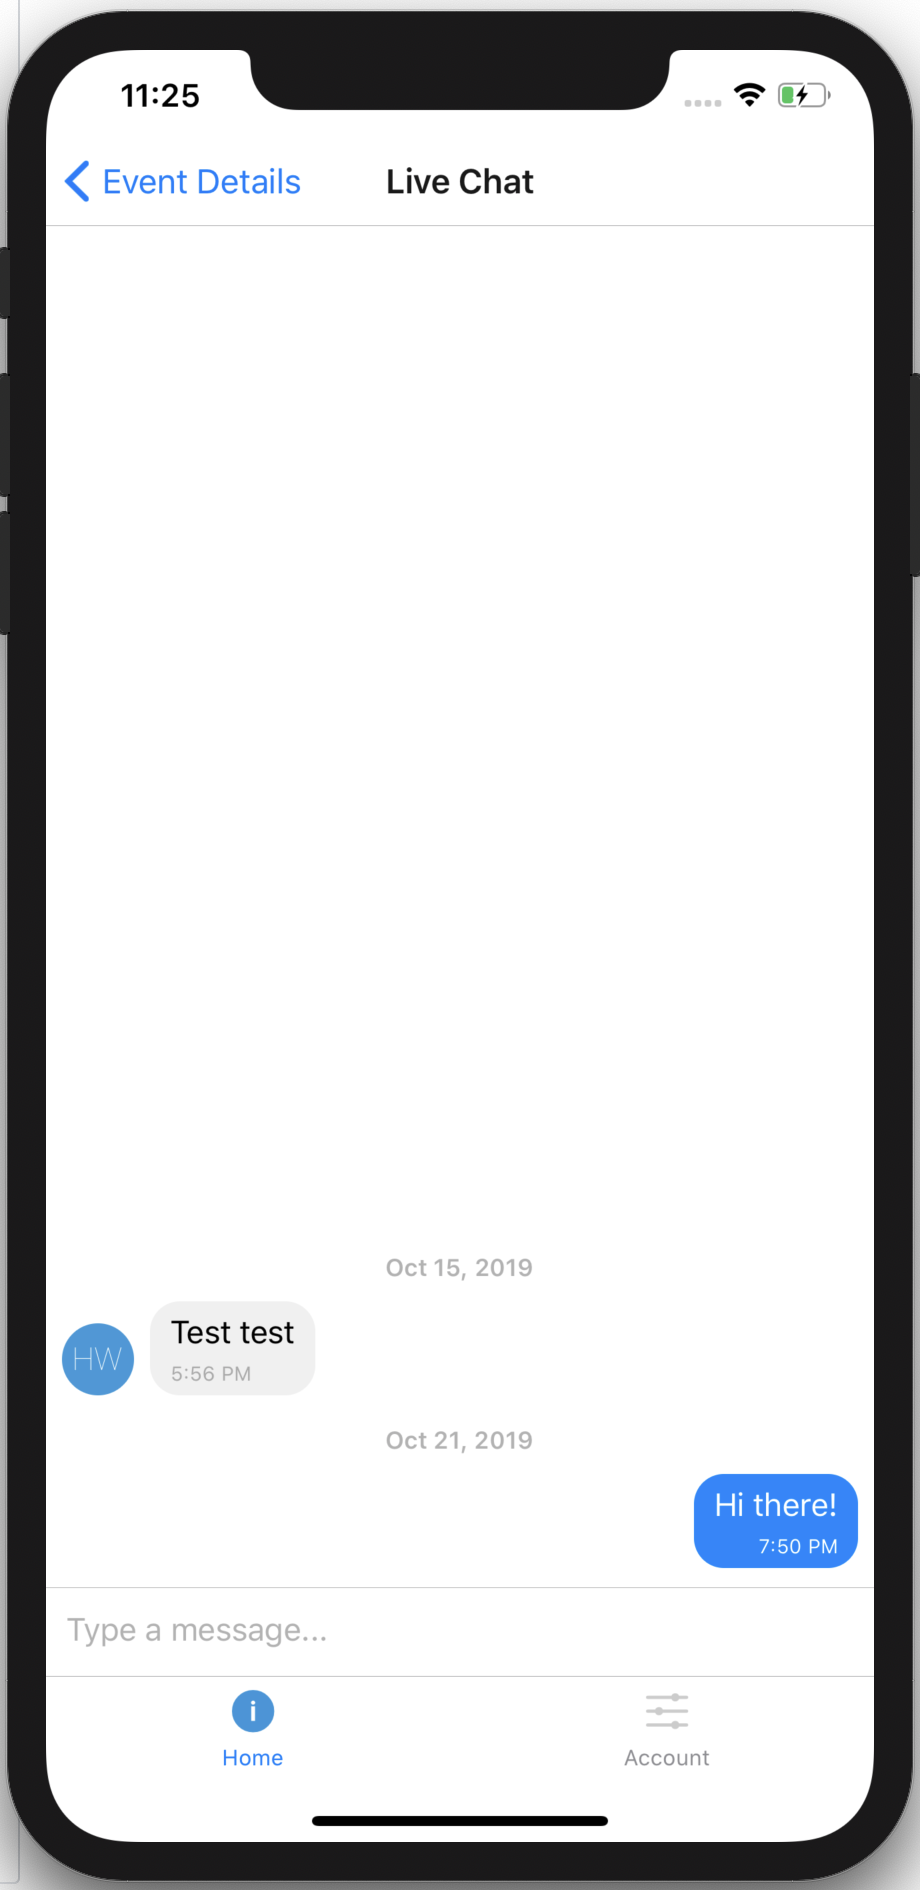 11:25
Event Details
Live Chat
Oct 15, 2019
HW
Test test
5:56 PM
Oct 21, 2019
Hi there!
7:50 PM
Type a message...
Home
Account